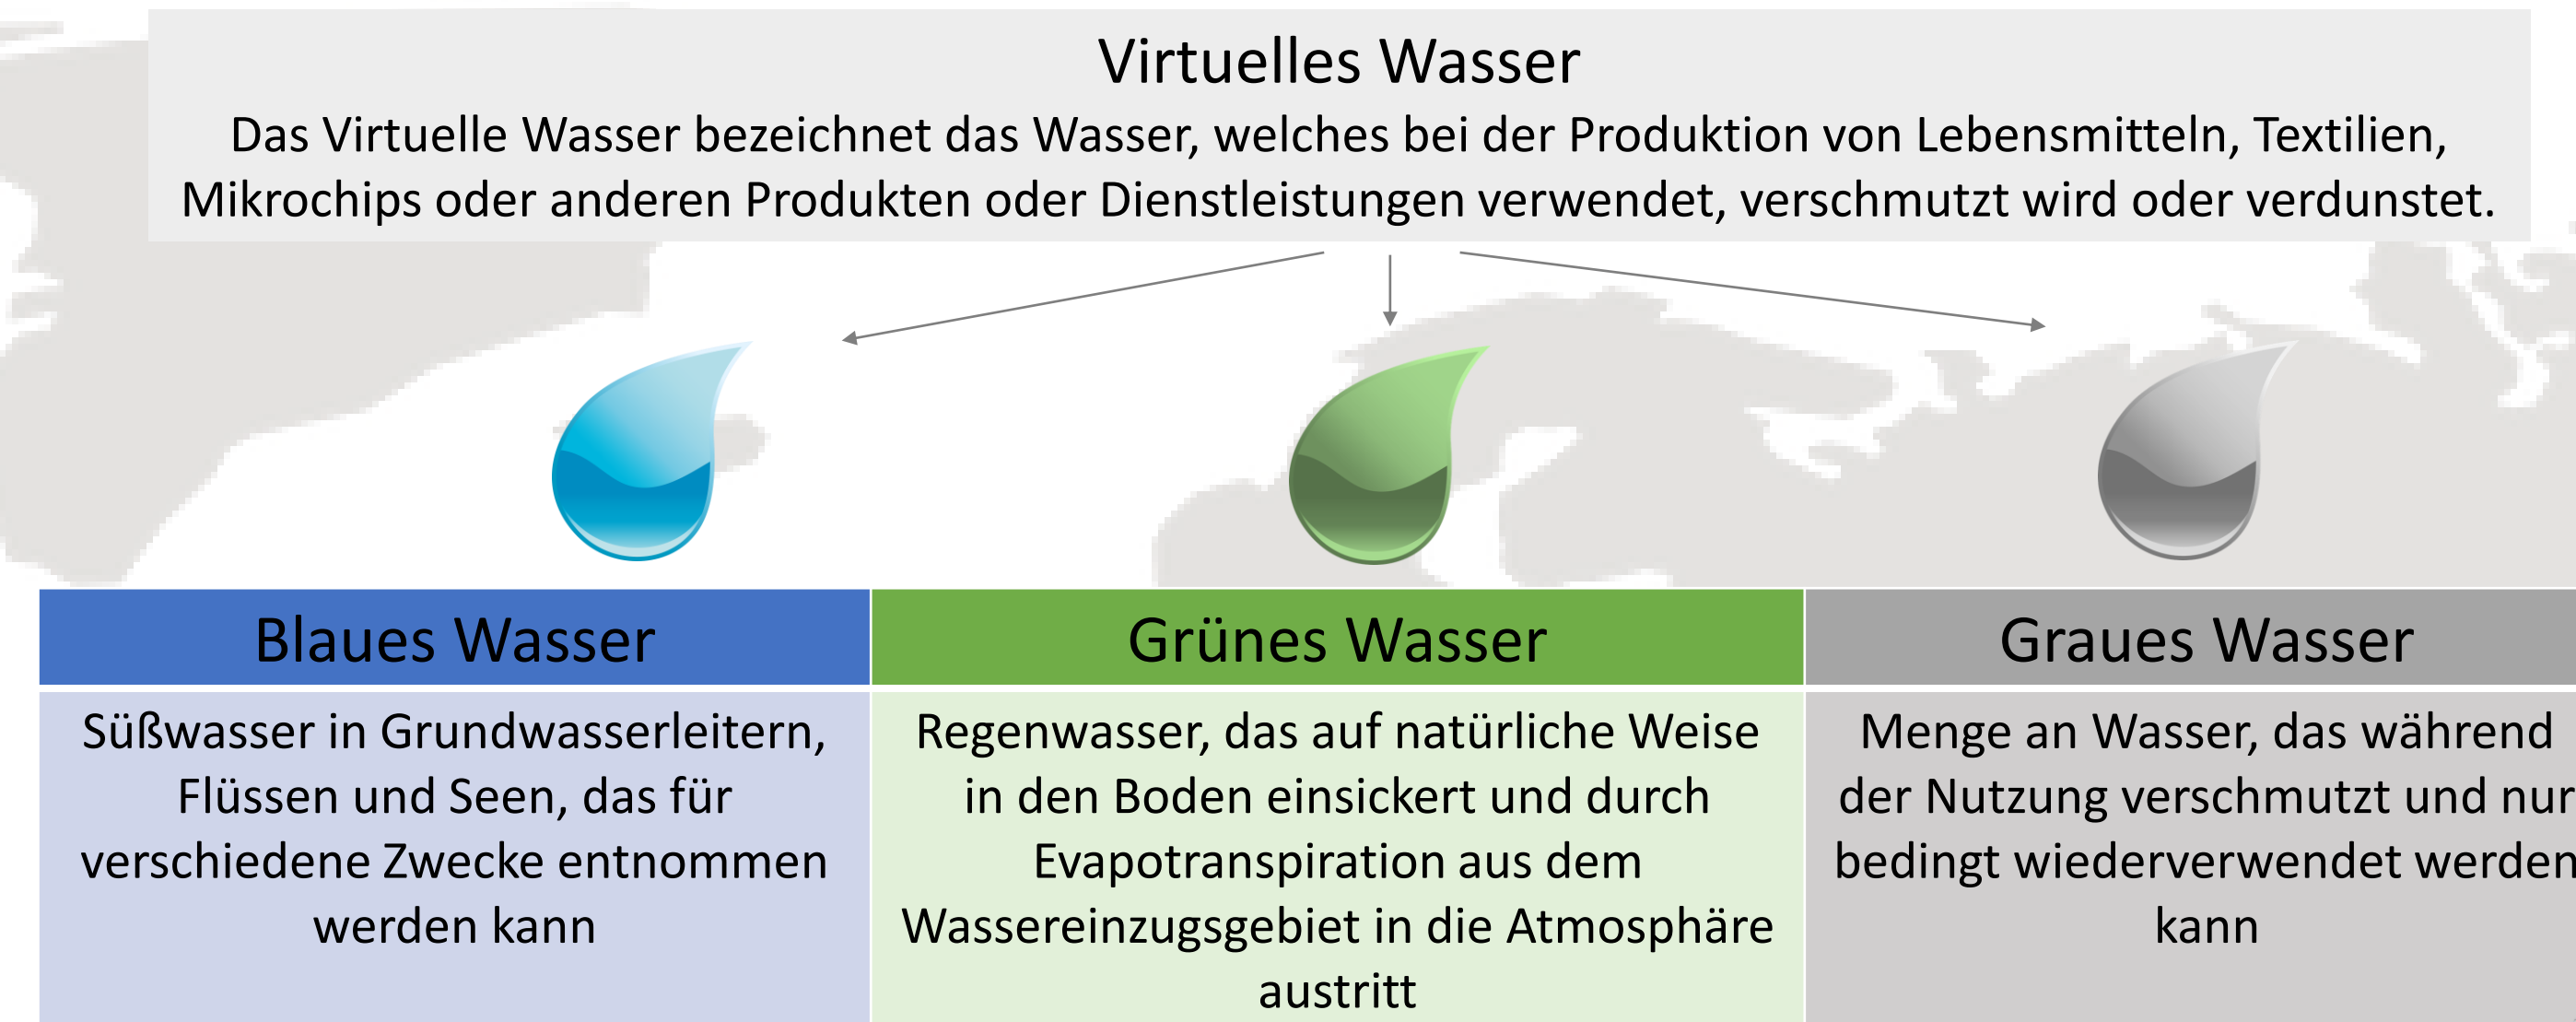 Virtuelles Wasser
Das Virtuelle Wasser bezeichnet das Wasser, welches bei der Produktion von Lebensmitteln, Textilien,
Mikrochips oder anderen Produkten oder Dienstleistungen verwendet, verschmutzt wird oder verdunstet.
Blaues Wasser
Süßwasser in Grundwasserleitern,
Flüssen und Seen, das für
verschiedene Zwecke entnommen
werden kann
Grünes Wasser
Regenwasser, das auf natürliche Weise
in den Boden einsickert und durch
Evapotranspiration aus dem
Wassereinzugsgebiet in die Atmosphäre
austritt
Graues Wasser
Menge an Wasser, das während
der Nutzung verschmutzt und nur
bedingt wiederverwendet werden
kann